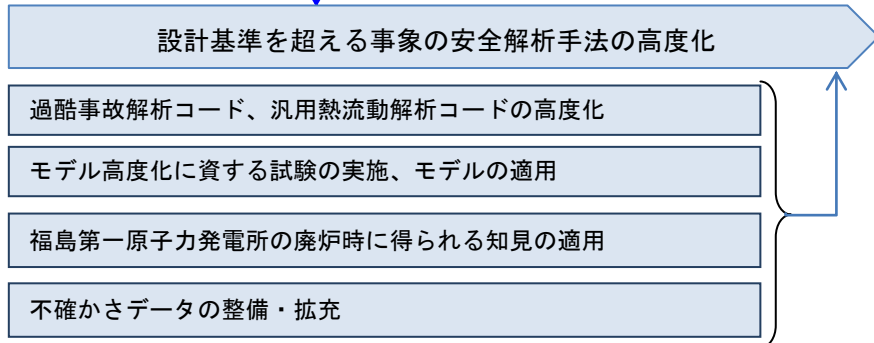 設計基準を超える事象の安全解析手法の高度化
過酷事故解析コード、汎用熱流動解析コードの高度化
モデル高度化に資する試験の実施、モデルの適用
福島第一原子力発電所の廃炉時に得られる知見の適用
不確かさデータの整備・拡充